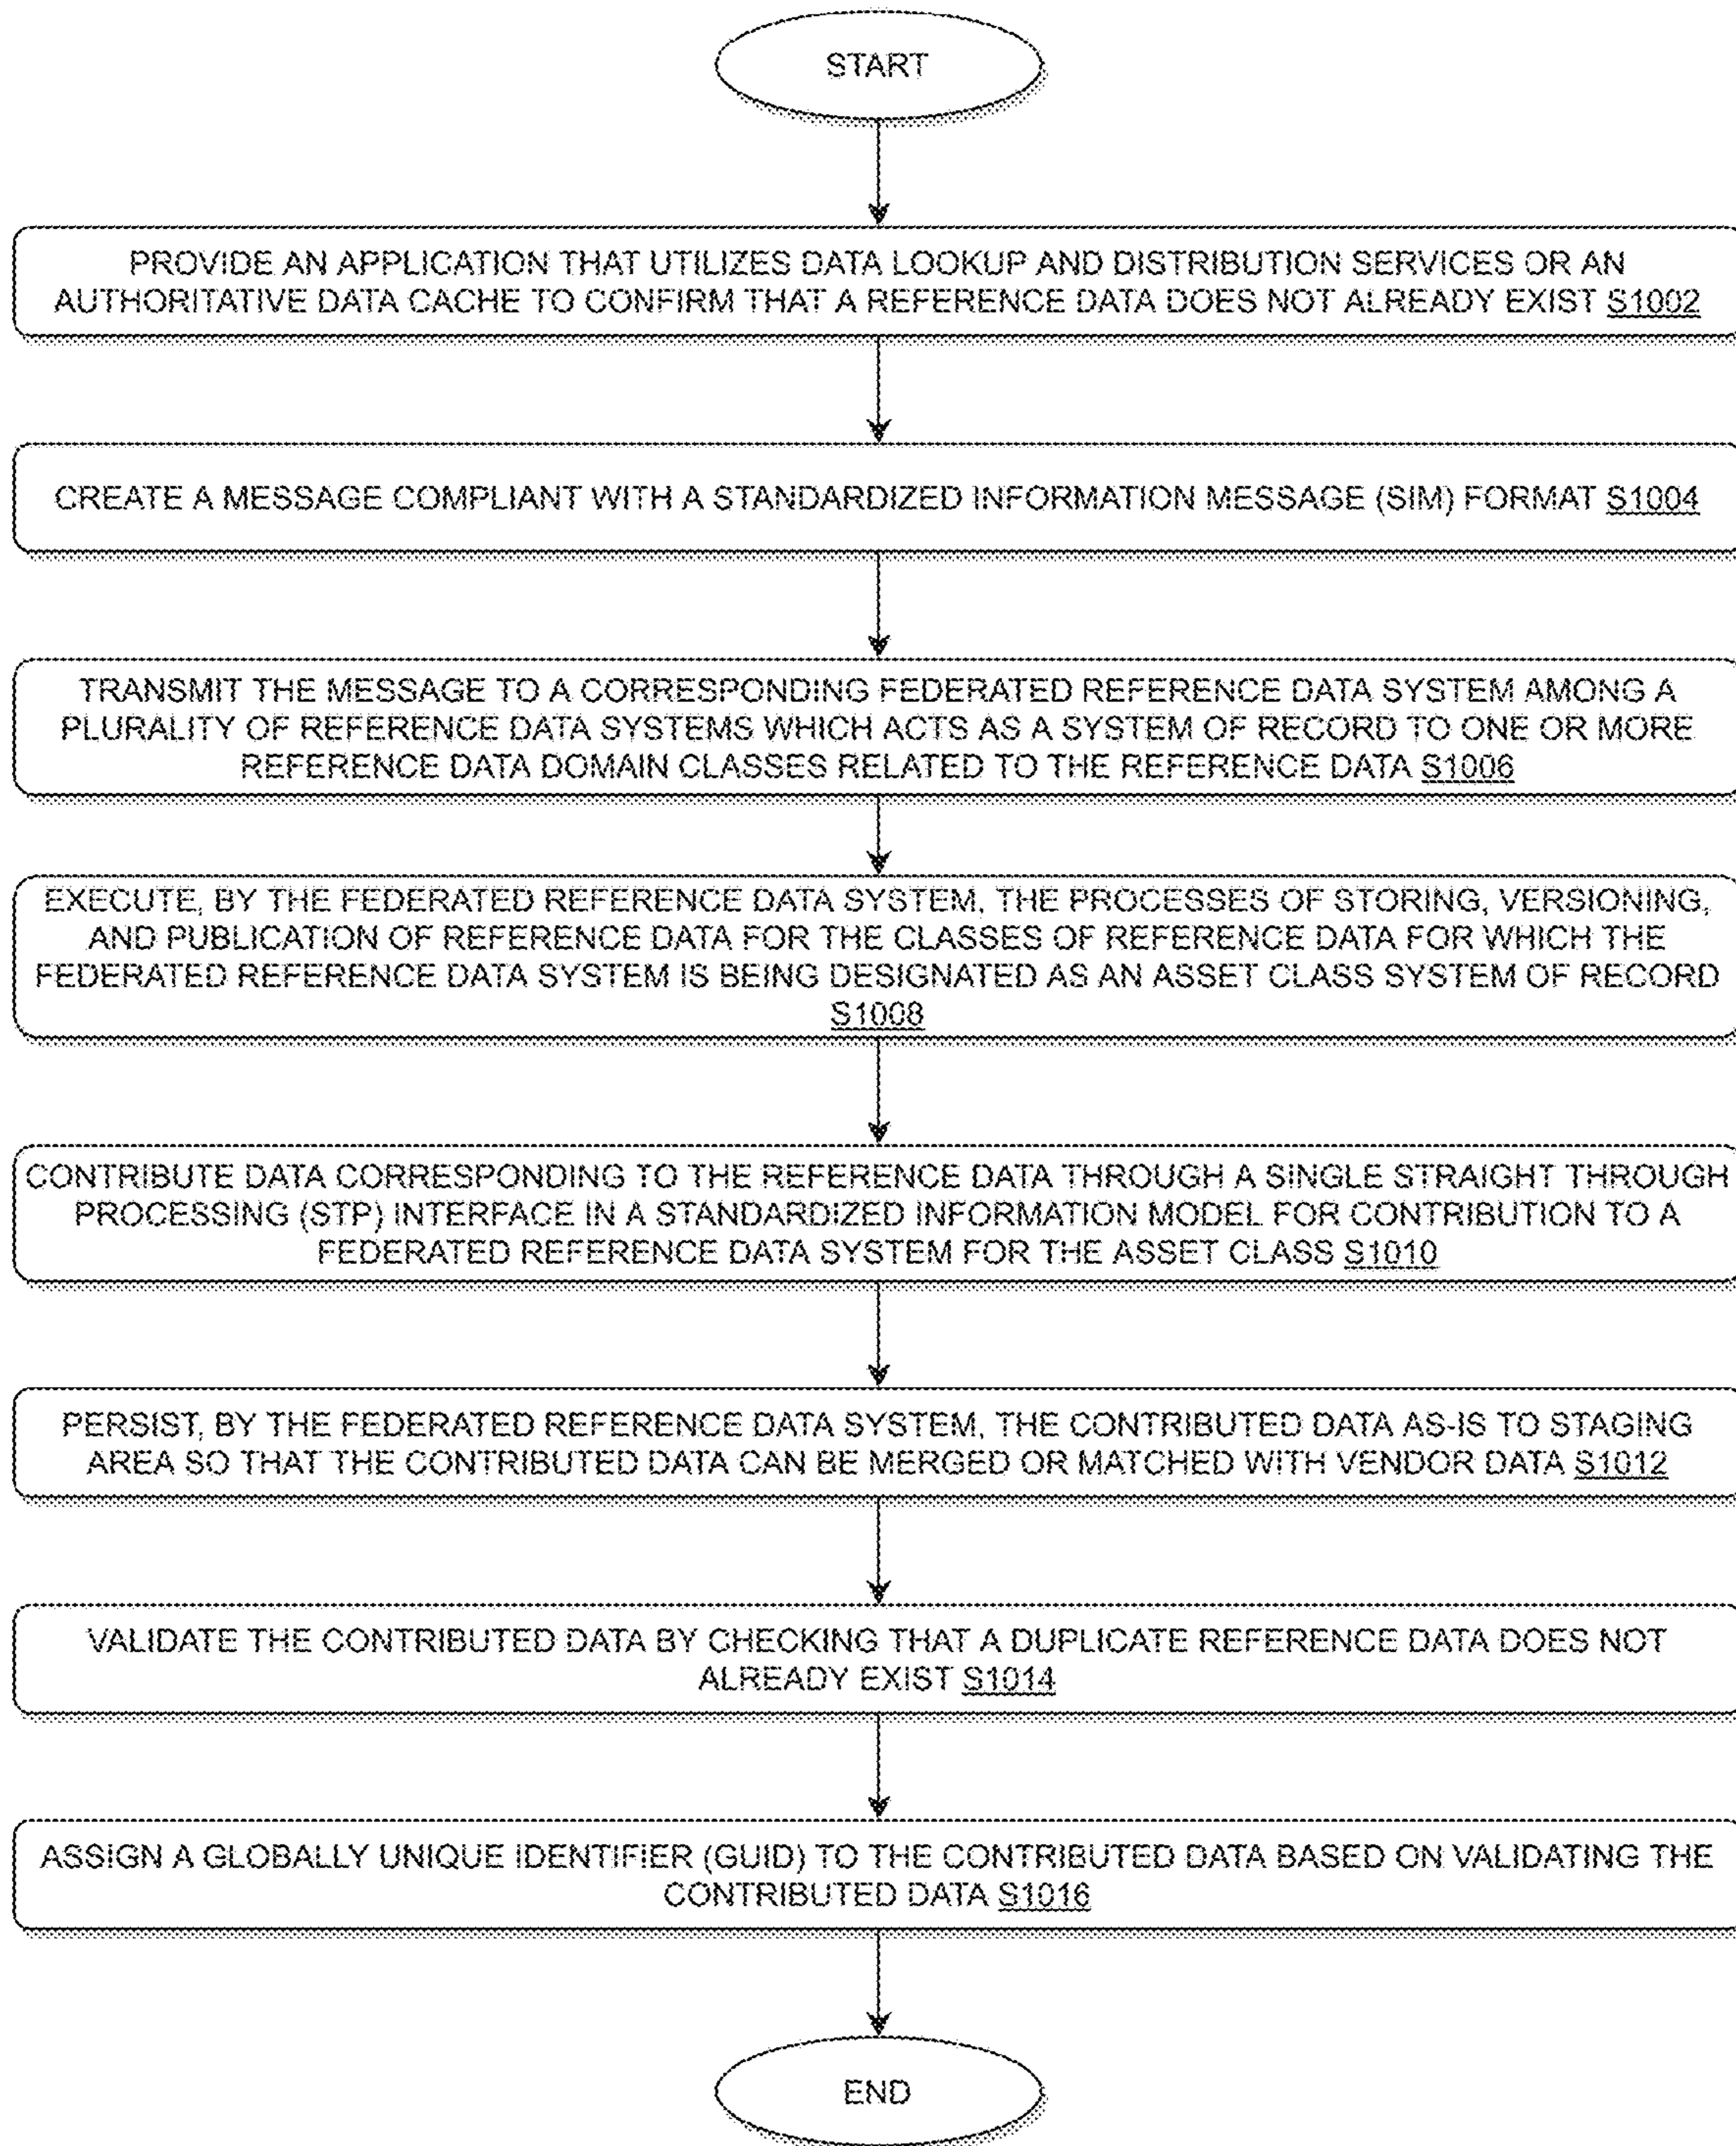 START
PROVIDE AN APPLICATION THAT UTILIZES DATA LOOKUP AND DISTRIBUTION SERVICES OR AN
AUTHORITATIVE DATA CACHE TO CONFIRM THAT A REFERENCE DATA DOES NOT ALREADY EXIST S1002
CREATE A MESSAGE COMPLIANT WITH A STANDARDIZED INFORMATION MESSAGE (SIM) FORMAT S1004
TRANSMIT THE MESSAGE TO A CORRESPONDING FEDERATED REFERENCE DATA SYSTEM AMONG A
PLURALITY OF REFERENCE DATA SYSTEMS WHICH ACTS AS A SYSTEM OF RECORD TO ONE OR MORE
REFERENCE DATA DOMAIN CLASSES RELATED TO THE REFERENCE DATA S1006
EXECUTE, BY THE FEDERATED REFERENCE DATA SYSTEM, THE PROCESSES OF STORING, VERSIONING,
AND PUBLICATION OF REFERENCE DATA FOR THE CLASSES OF REFERENCE DATA FOR WHICH THE
FEDERATED REFERENCE DATA SYSTEM IS BEING DESIGNATED AS AN ASSET CLASS SYSTEM OF RECORD
S1008
CONTRIBUTE DATA CORRESPONDING TO THE REFERENCE DATA THROUGH A SINGLE STRAIGHT THROUGH
PROCESSING (STP) INTERFACE IN A STANDARDIZED INFORMATION MODEL FOR CONTRIBUTION TO A
FEDERATED REFERENCE DATA SYSTEM FOR THE ASSET CLASS S1010
PERSIST, BY THE FEDERATED REFERENCE DATA SYSTEM, THE CONTRIBUTED DATA AS-IS TO STAGING
AREA SO THAT THE CONTRIBUTED DATA CAN BE MERGED OR MATCHED WITH VENDOR DATA S1012
VALIDATE THE CONTRIBUTED DATA BY CHECKING THAT A DUPLICATE REFERENCE DATA DOES NOT
ALREADY EXIST S1014
ASSIGN A GLOBALLY UNIQUE IDENTIFIER (GUID) TO THE CONTRIBUTED DATA BASED ON VALIDATING THE
CONTRIBUTED DATA S1016
END